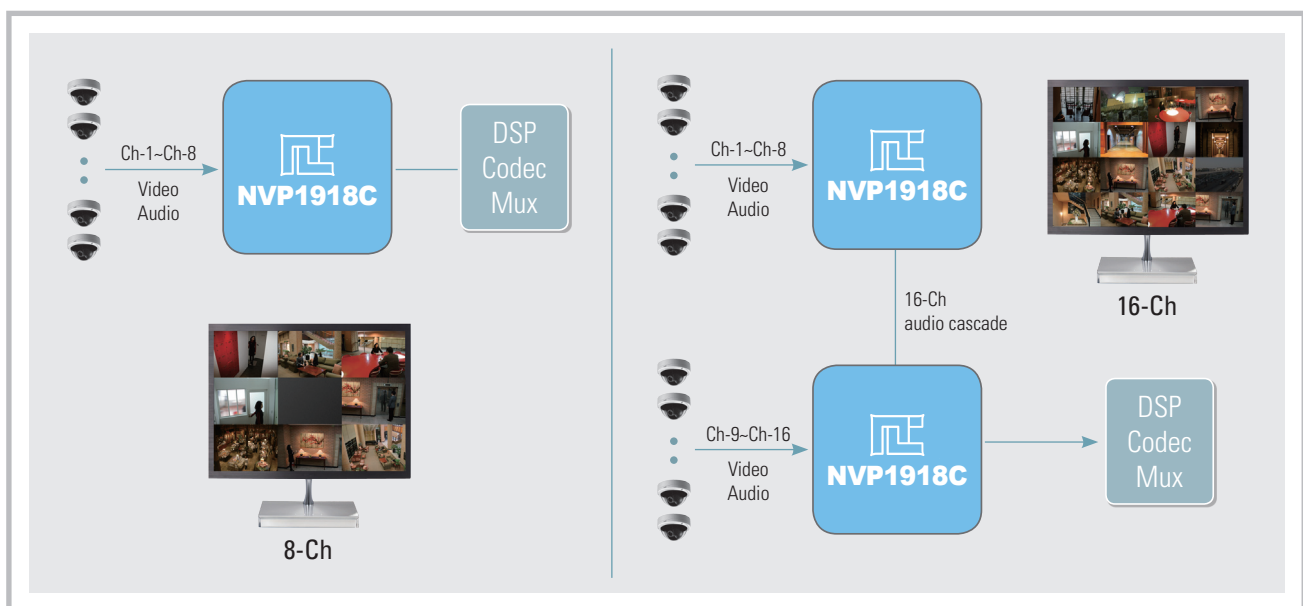 Ch-1~Ch-8
Video
Audio
NVP1918C
DSP
Codec
Mux
8-Ch
Ch-1~Ch-8
Video
Audio
NVP1918C
16-Ch
16-Ch
audio cascade
Ch-9~Ch-16
Video
Audio
NVP1918C
DSP
Codec
Mux